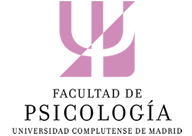 FACULTAD DE
PSICOLOGÍA
UNIVERSIDAD COMPLUTENSE DE MADRID